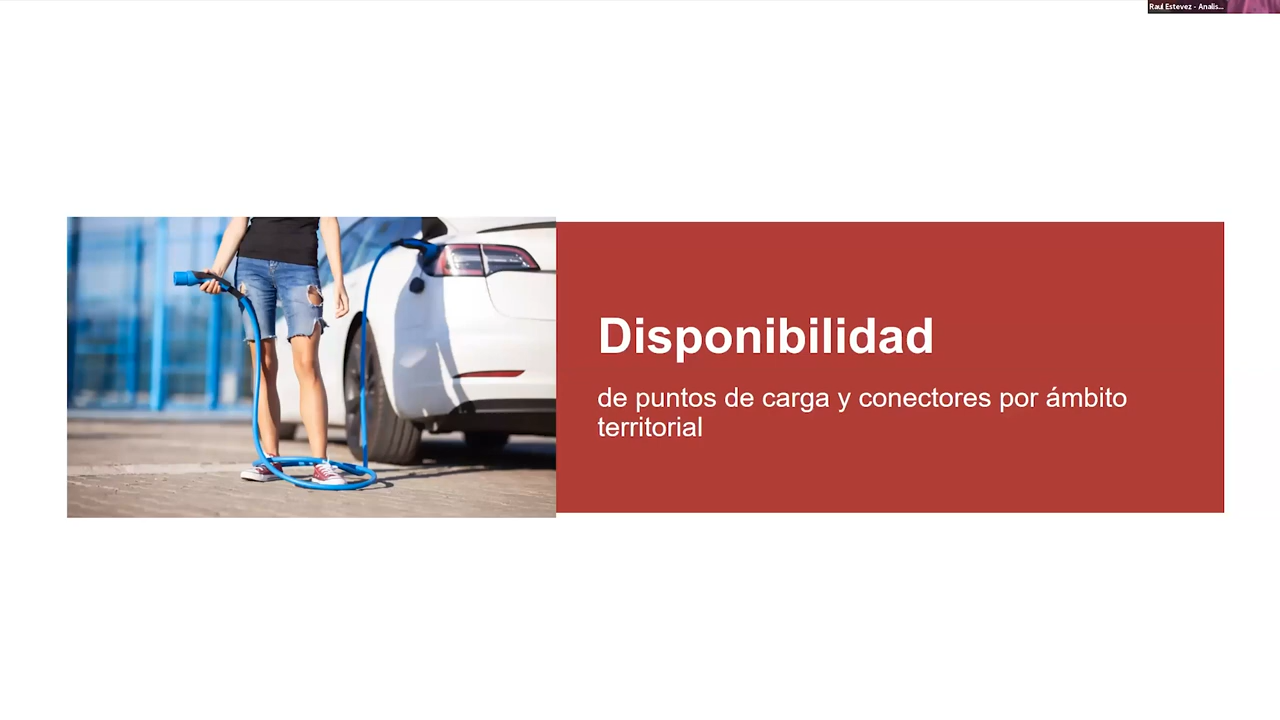 Raul Estevez - Analis...
Disponibilidad
de puntos de carga y conectores por ámbito
territorial